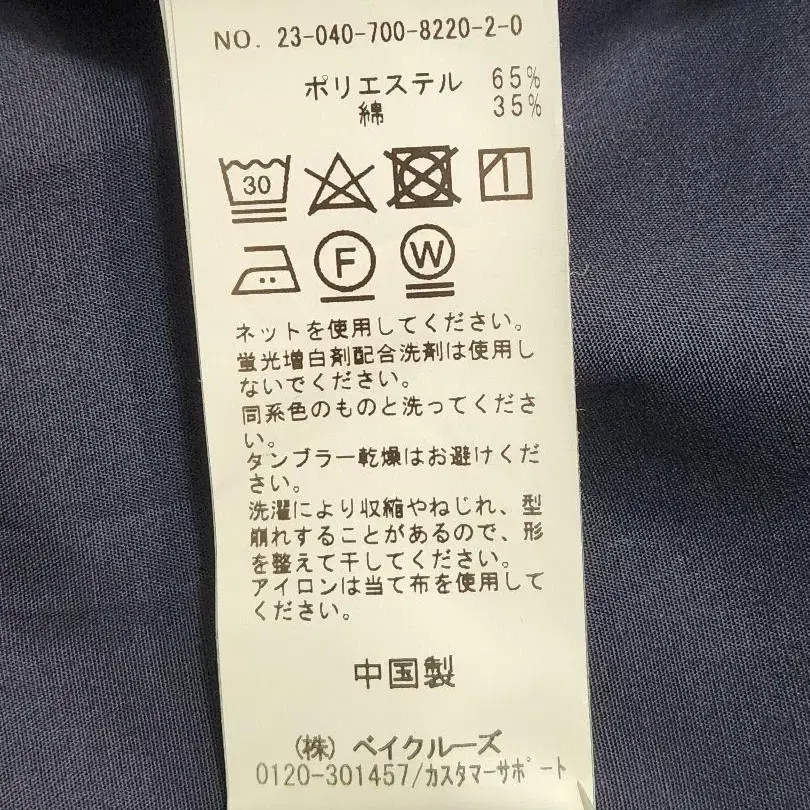 NO. 23-040-700-8220-2-0
ポリエステル 65%
綿 35%
30
F
W
ネットを使用してください。
蛍光増白剤配合洗剤は使用し
ないでください。
同系色のものと洗ってくださ
い。
タンブラー乾燥はお避けくだ
さい。
洗濯により収縮やねじれ、型
崩れすることがあるので、形
を整えて干してください。
アイロンは当て布を使用して
ください。
中国製
(株) ベイクルーズ
0120-301457/カスタマーサポート